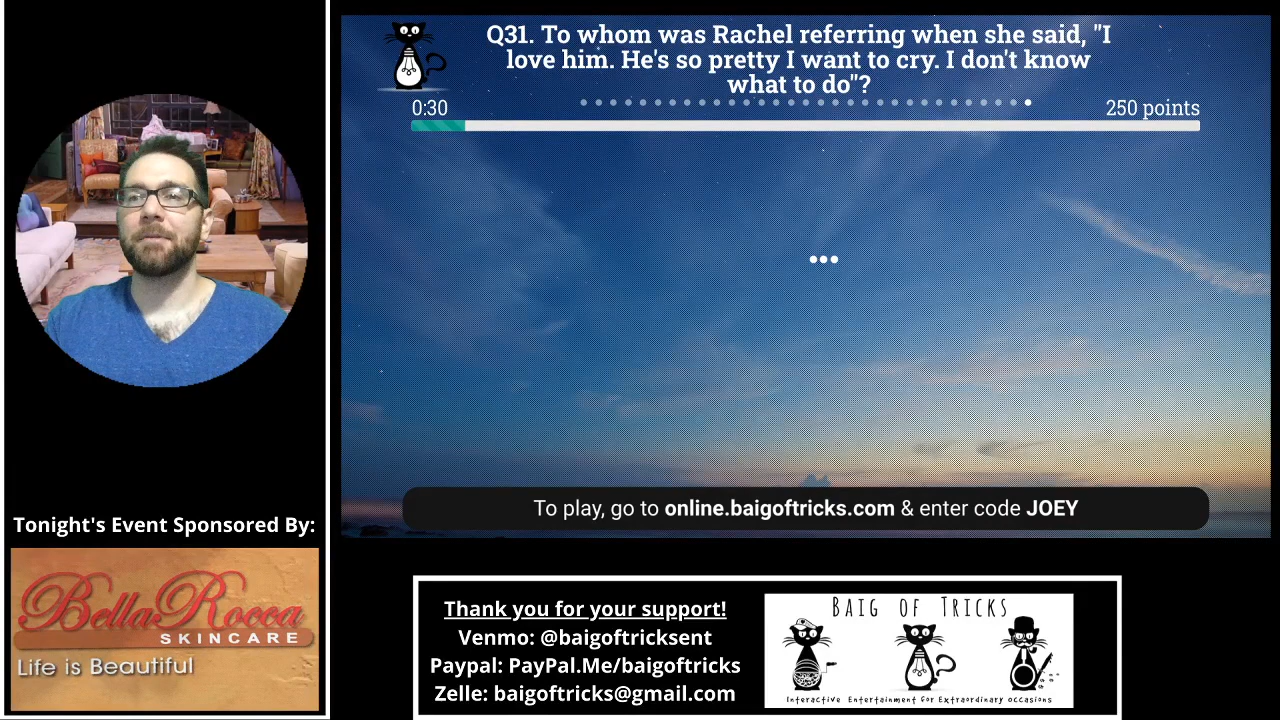 Q31. To whom was Rachel referring when she said, "I
love him. He's so pretty I want to cry. I don't know
what to do"?
0:30
250 points
To play, go to online.baigoftricks.com & enter code JOEY
Tonight's Event Sponsored By:
BellaRocca
SKINCARE
Life is Beautiful
Thank you for your support!
Venmo: @baigoftricksent
Paypal: PayPal.Me/baigoftricks
Zelle: baigoftricks@gmail.com
BAIG OF TRICKS
Interactive Entertainment for Extraordinary occasions